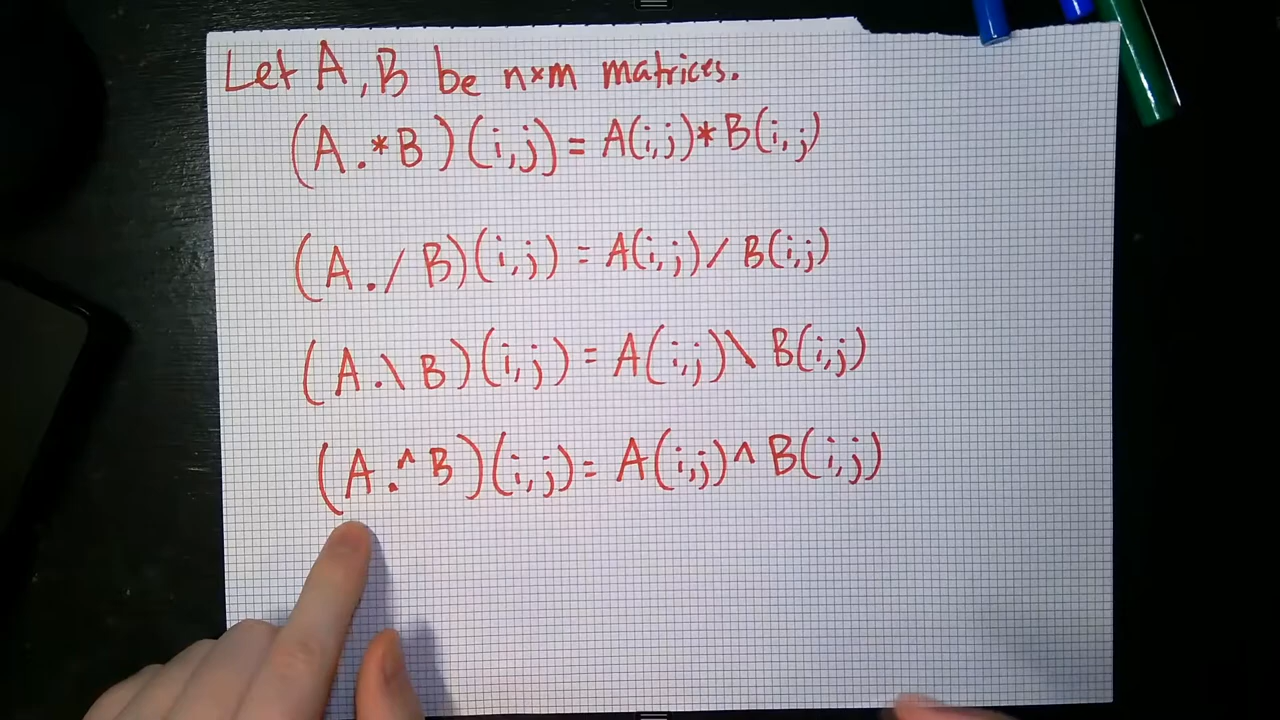 Let A, B be n×m matrices.
(A .* B)(i,j) = A(i,j) * B(i,j)
(A ./ B)(i,j) = A(i,j) / B(i,j)
(A .\ B)(i,j) = A(i,j) \ B(i,j)
(A .^ B)(i,j) = A(i,j) ^ B(i,j)